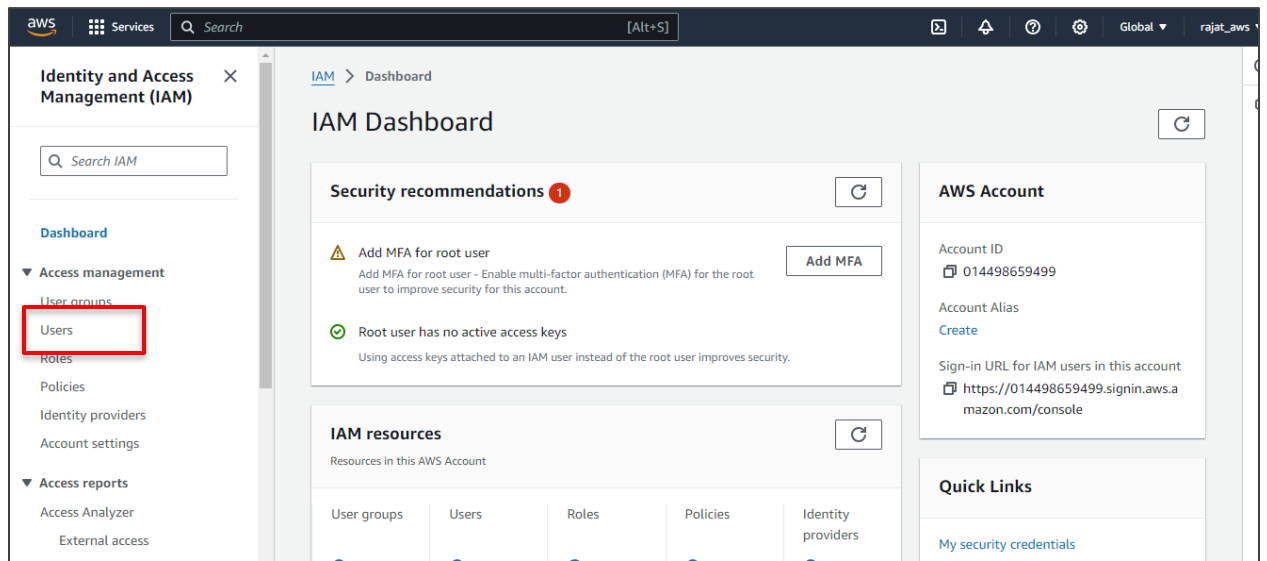 aws
Services
Search
[Alt+S]
Global
rajat_aws
Identity and Access
Management (IAM)
Search IAM
Dashboard
Access management
User groups
Users
Roles
Policies
Identity providers
Account settings
Access reports
Access Analyzer
External access
IAM
Dashboard
IAM Dashboard
Security recommendations 1
Add MFA for root user
Add MFA for root user - Enable multi-factor authentication (MFA) for the root
user to improve security for this account.
Add MFA
Root user has no active access keys
Using access keys attached to an IAM user instead of the root user improves security.
IAM resources
Resources in this AWS Account
User groups
Users
Roles
Policies
Identity
providers
AWS Account
Account ID
014498659499
Account Alias
Create
Sign-in URL for IAM users in this account
https://014498659499.signin.aws.a
mazon.com/console
Quick Links
My security credentials